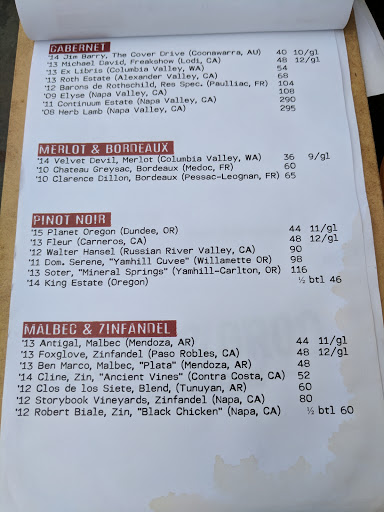 CABERNET
'14 Jim Barry, The Cover Drive (Coonawarra, AU) 40 10/gl
'13 Michael David, Freakshow (Lodi, CA) 48 12/gl
'13 Ex Libris (Columbia Valley, WA) 54
'13 Roth Estate (Alexander Valley, CA) 68
'12 Barons de Rothschild, Res Spec. (Paulliac, FR) 104
'09 Elyse (Napa Valley, CA) 108
'11 Continuum Estate (Napa Valley, CA) 290
'08 Herb Lamb (Napa Valley, CA) 295
MERLOT & BORDEAUX
'14 Velvet Devil, Merlot (Columbia Valley, WA) 36 9/gl
'10 Chateau Greysac, Bordeaux (Medoc, FR) 60
'10 Clarence Dillon, Bordeaux (Pessac-Leognan, FR) 65
PINOT NOIR
'15 Planet Oregon (Dundee, OR) 44 11/gl
'13 Fleur (Carneros, CA) 48 12/gl
'12 Walter Hansel (Russian River Valley, CA) 90
'11 Dom. Serene, "Yamhill Cuvee" (Willamette OR) 98
'13 Soter, "Mineral Springs" (Yamhill-Carlton, OR) 116
'14 King Estate (Oregon) ½ btl 46
MALBEC & ZINFANDEL
'13 Antigal, Malbec (Mendoza, AR) 44 11/gl
'13 Foxglove, Zinfandel (Paso Robles, CA) 48 12/gl
'13 Ben Marco, Malbec, "Plata" (Mendoza, AR) 48
'14 Cline, Zin, "Ancient Vines" (Contra Costa, CA) 52
'12 Clos de los Siete, Blend, (Tunuyan, AR) 60
'12 Storybook Vineyards, Zinfandel (Napa, CA) 80
'12 Robert Biale, Zin, "Black Chicken" (Napa, CA) ½ btl 60